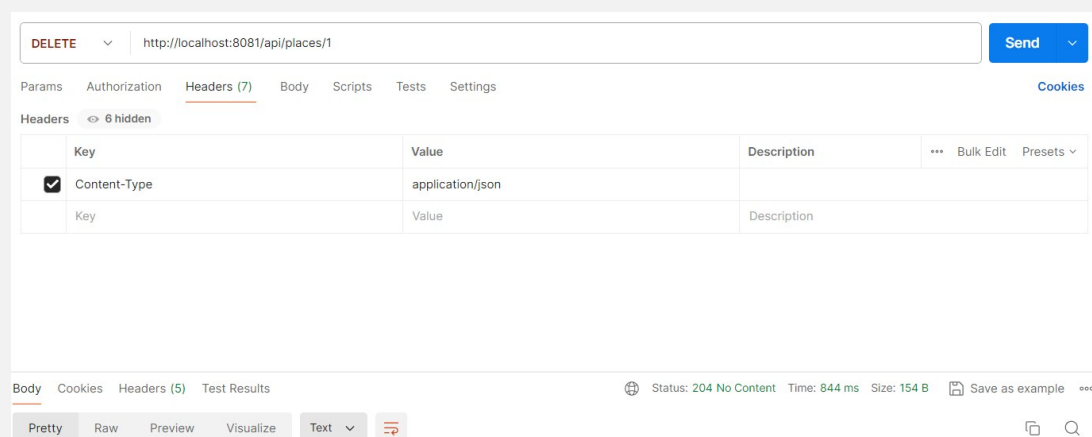 DELETE http://localhost:8081/api/places/1 Send
Params Authorization Headers (7) Body Scripts Tests Settings Cookies
Headers 6 hidden
Key Value Description ••• Bulk Edit Presets
Content-Type application/json
Key Value Description
Body Cookies Headers (5) Test Results Status: 204 No Content Time: 844 ms Size: 154 B Save as example •••
Pretty Raw Preview Visualize Text